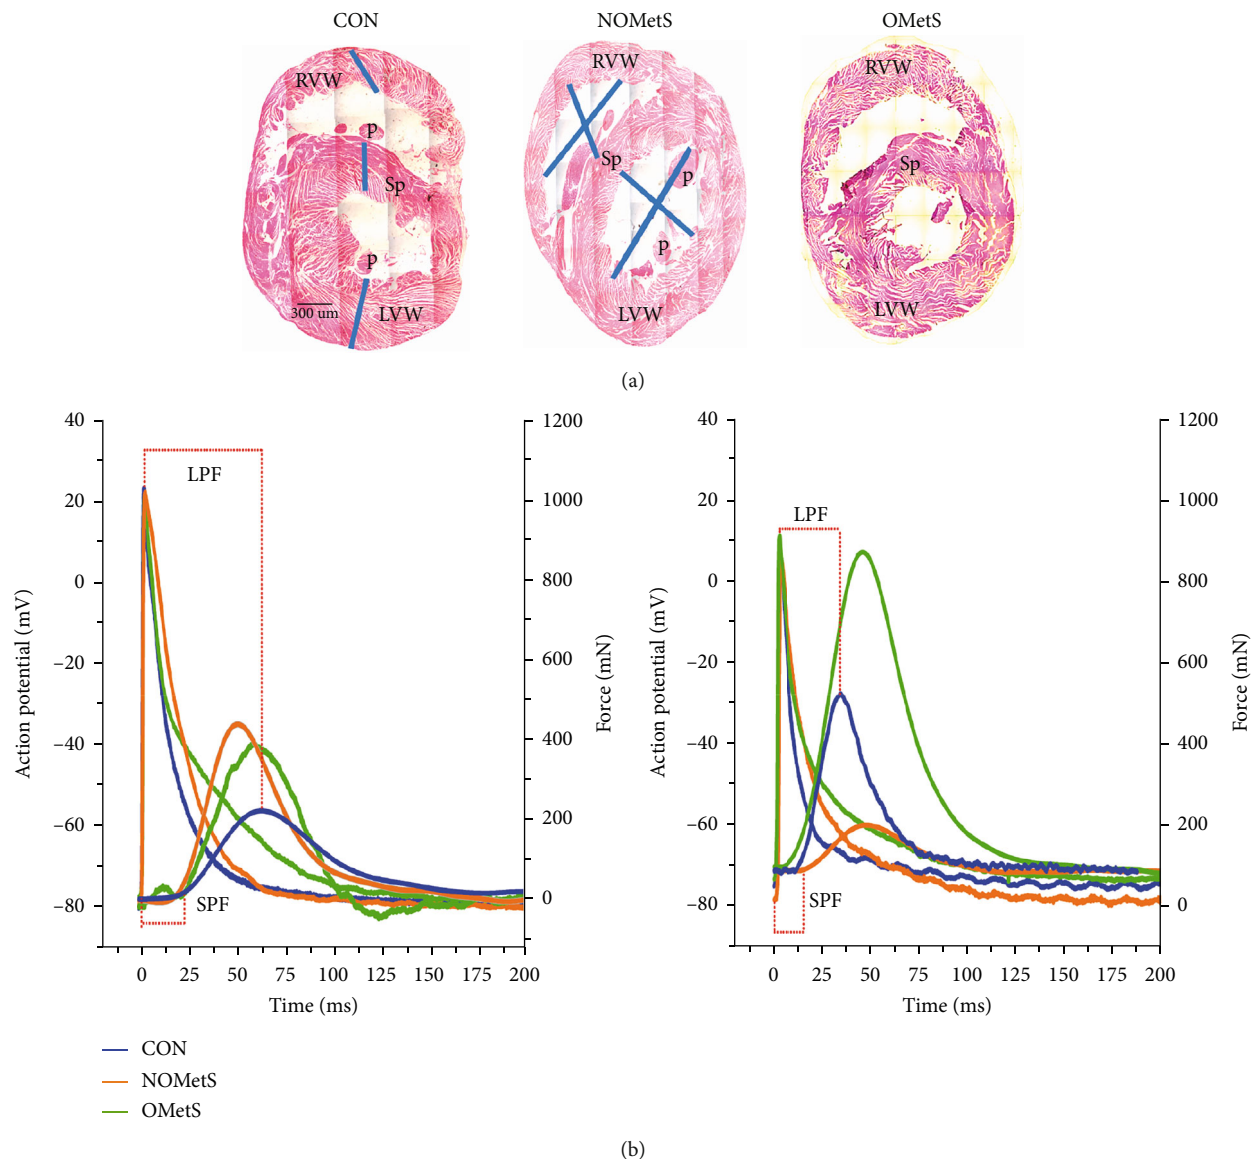 CON
NOMetS
OMetS
RVW
p
Sp
p
300 um
LVW
RVW
Sp
p
p
LVW
RVW
Sp
LVW
(a)
40
20
0
−20
−40
−60
−80
Action potential (mV)
1200
1000
800
600
400
200
0
Force (mN)
LPF
SPF
0 25 50 75 100 125 150 175 200
Time (ms)
40
20
0
−20
−40
−60
−80
Action potential (mV)
1200
1000
800
600
400
200
0
Force (mN)
LPF
SPF
0 25 50 75 100 125 150 175 200
Time (ms)
CON
NOMetS
OMetS
(b)